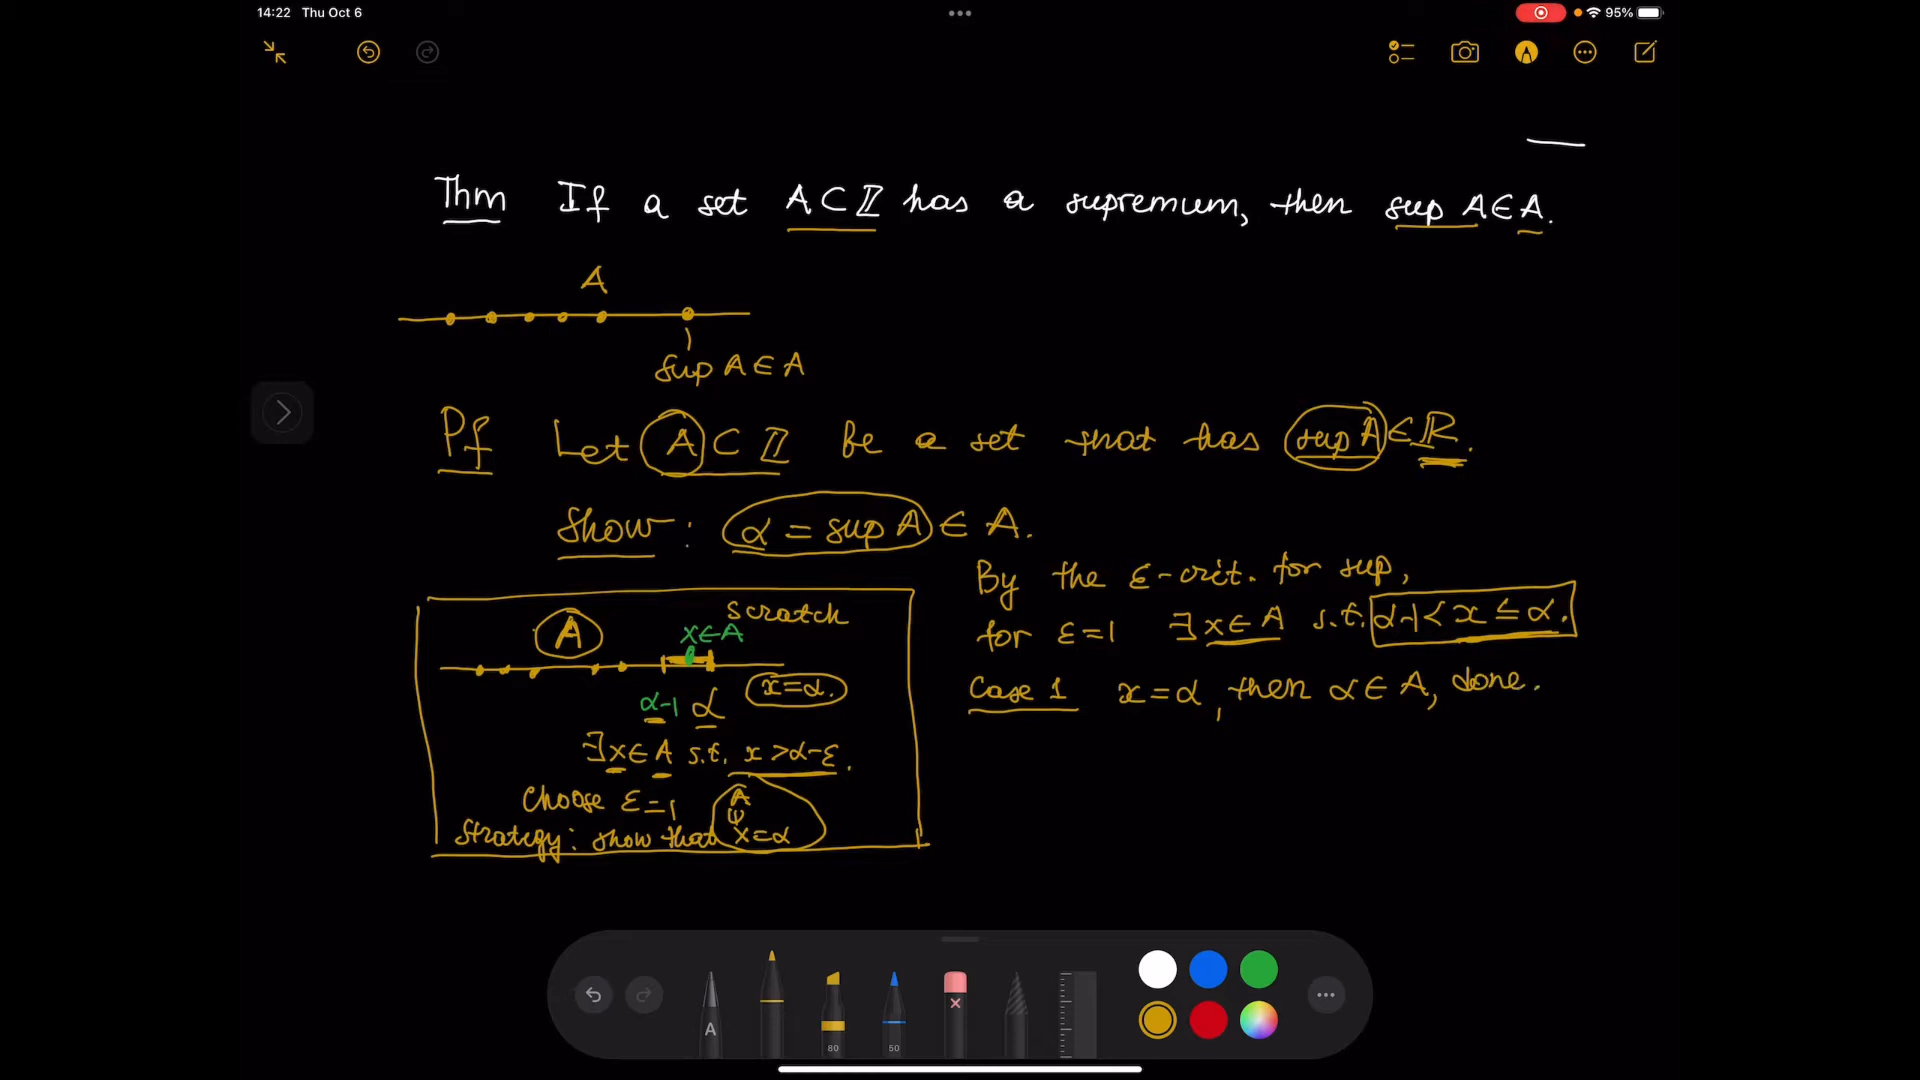 14:22 Thu Oct 6
95%
Thm If a set A ⊂ ℤ has a supremum, then sup A ∈ A.
A
sup A ∈ A
Pf Let A ⊂ ℤ be a set that has sup A ∈ ℝ.
Show: α = sup A ∈ A.
scratch
A
x ∈ A
α-1 α
x = α.
∃ x ∈ A s.t. x > α-ε.
Choose ε = 1
A
Strategy: show that x = α
By the ε-crit. for sup,
for ε = 1 ∃ x ∈ A s.t. α-1 < x ≤ α.
Case 1 x = α, then α ∈ A, done.
A
80
50